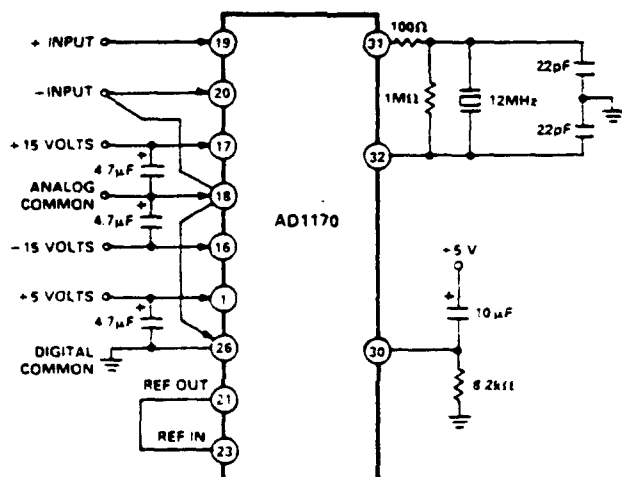 + INPUT
19
– INPUT
20
+15 VOLTS
17
4.7µF
+
ANALOG
COMMON
18
4.7µF
+
–15 VOLTS
16
+5 VOLTS
1
+
4.7µF
DIGITAL
COMMON
26
REF OUT
21
REF IN
23
AD1170
31
100Ω
1MΩ
12MHz
22pF
22pF
32
+5 V
+
10µF
30
8.2kΩ